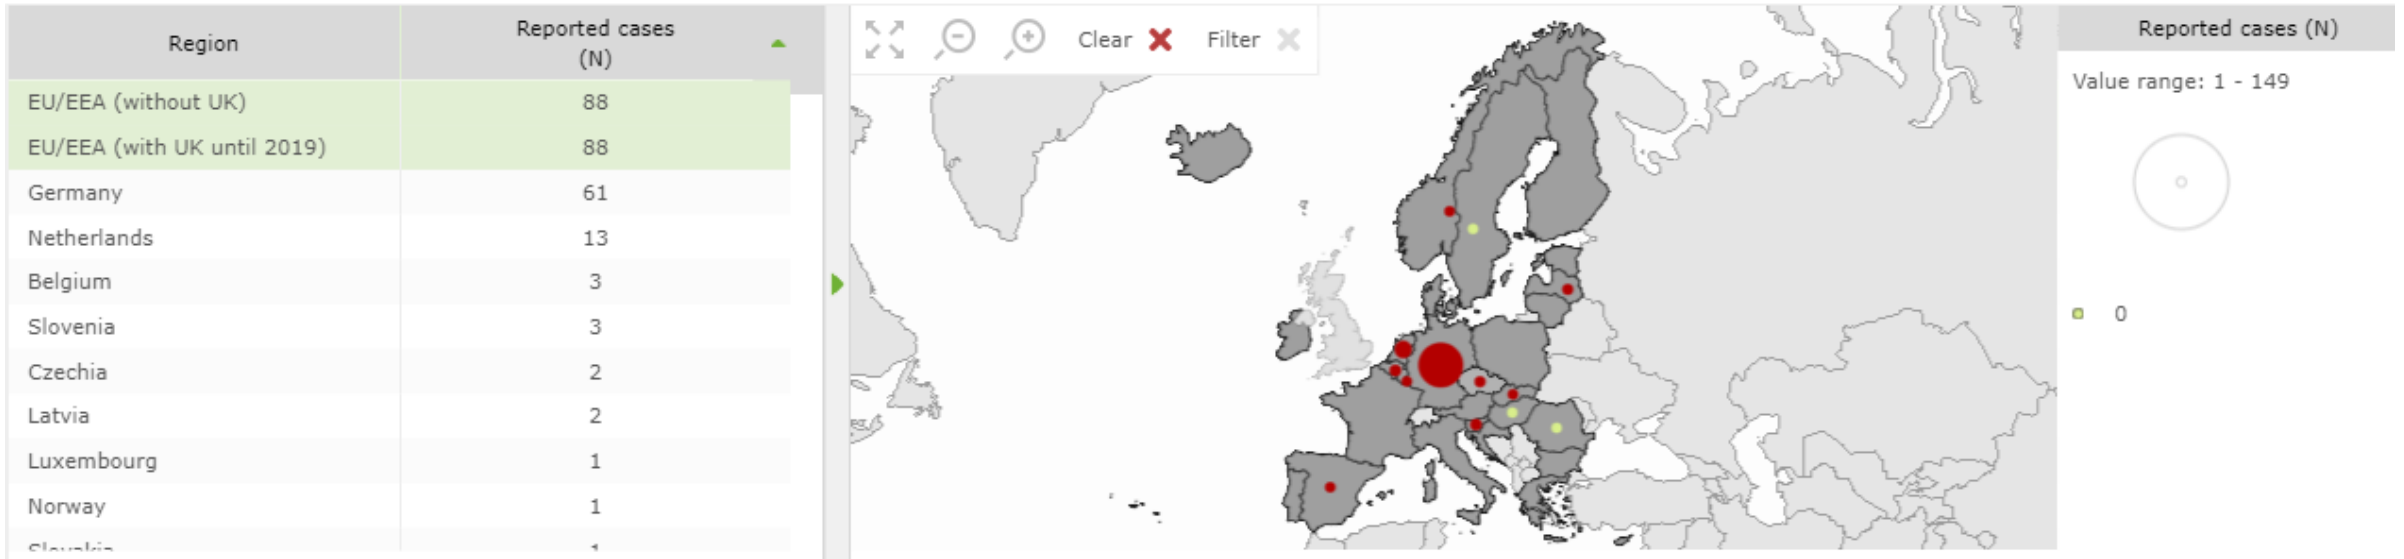 Region Reported cases (N)
EU/EEA (without UK) 88
EU/EEA (with UK until 2019) 88
Germany 61
Netherlands 13
Belgium 3
Slovenia 3
Czechia 2
Latvia 2
Luxembourg 1
Norway 1
Slovakia 1
Clear Filter
Reported cases (N)
Value range: 1 - 149
0